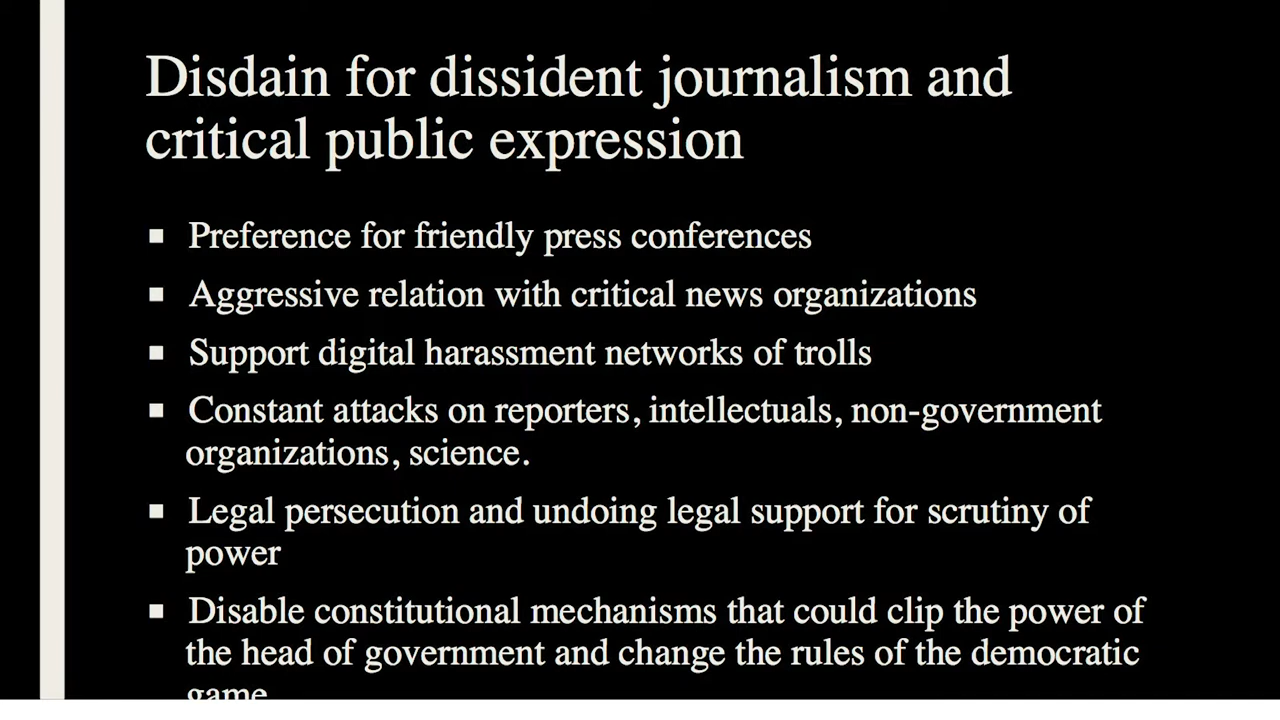 Disdain for dissident journalism and
critical public expression
▪ Preference for friendly press conferences
▪ Aggressive relation with critical news organizations
▪ Support digital harassment networks of trolls
▪ Constant attacks on reporters, intellectuals, non-government
organizations, science.
▪ Legal persecution and undoing legal support for scrutiny of
power
▪ Disable constitutional mechanisms that could clip the power of
the head of government and change the rules of the democratic
game